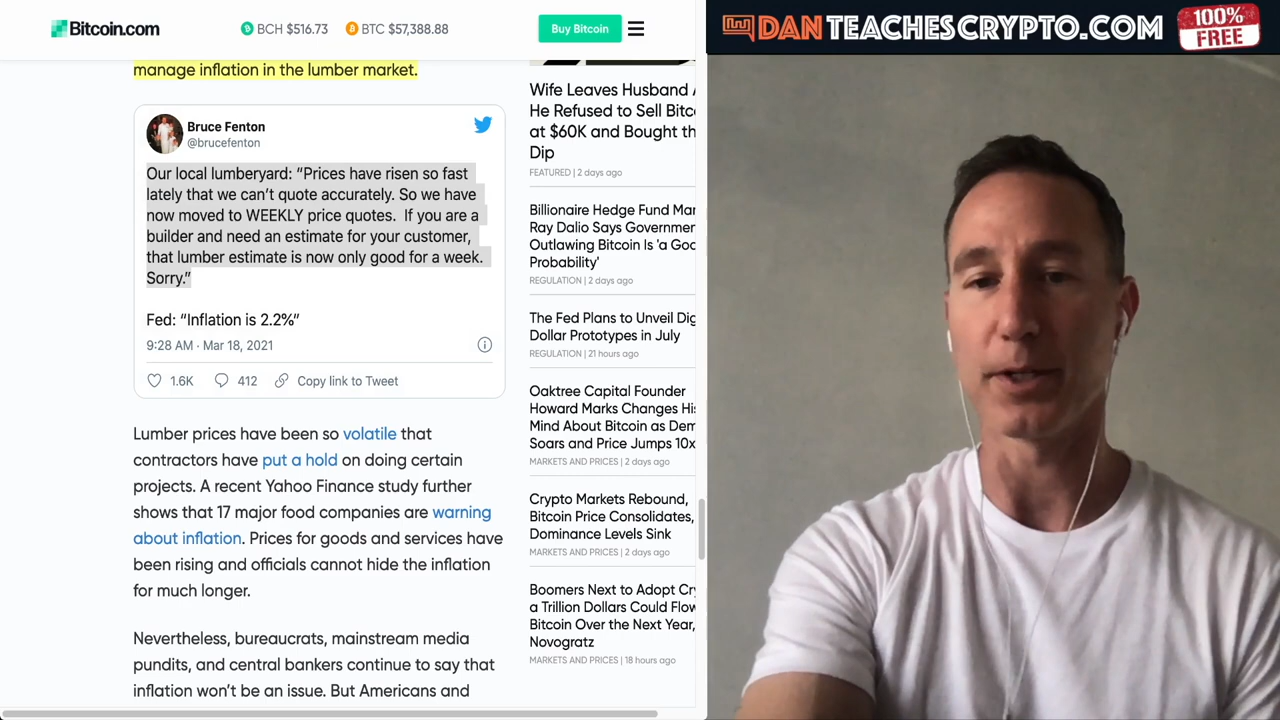 Bitcoin.com
BCH $516.73
BTC $57,388.88
Buy Bitcoin
manage inflation in the lumber market.
Bruce Fenton
@brucefenton
Our local lumberyard: “Prices have risen so fast
lately that we can’t quote accurately. So we have
now moved to WEEKLY price quotes. If you are a
builder and need an estimate for your customer,
that lumber estimate is now only good for a week.
Sorry.”
Fed: “Inflation is 2.2%”
9:28 AM · Mar 18, 2021
1.6K
412
Copy link to Tweet
Lumber prices have been so volatile that
contractors have put a hold on doing certain
projects. A recent Yahoo Finance study further
shows that 17 major food companies are warning
about inflation. Prices for goods and services have
been rising and officials cannot hide the inflation
for much longer.
Nevertheless, bureaucrats, mainstream media
pundits, and central bankers continue to say that
inflation won’t be an issue. But Americans and
Wife Leaves Husband
He Refused to Sell
at $60K and Bought
Dip
FEATURED | 2 days ago
Billionaire Hedge Fund
Ray Dalio Says
Outlawing Bitcoin Is 'a
Probability'
REGULATION | 2 days ago
The Fed Plans to Unveil
Dollar Prototypes in July
REGULATION | 21 hours ago
Oaktree Capital Founder
Howard Marks Changes
Mind About Bitcoin as
Soars and Price Jumps 10x
MARKETS AND PRICES | 2 days ago
Crypto Markets Rebound,
Bitcoin Price Consolidates,
Dominance Levels Sink
MARKETS AND PRICES | 2 days ago
Boomers Next to Adopt
a Trillion Dollars Could
Bitcoin Over the Next Year,
Novogratz
MARKETS AND PRICES | 18 hours ago
DANTEACHESCRYPTO.COM
100%
FREE